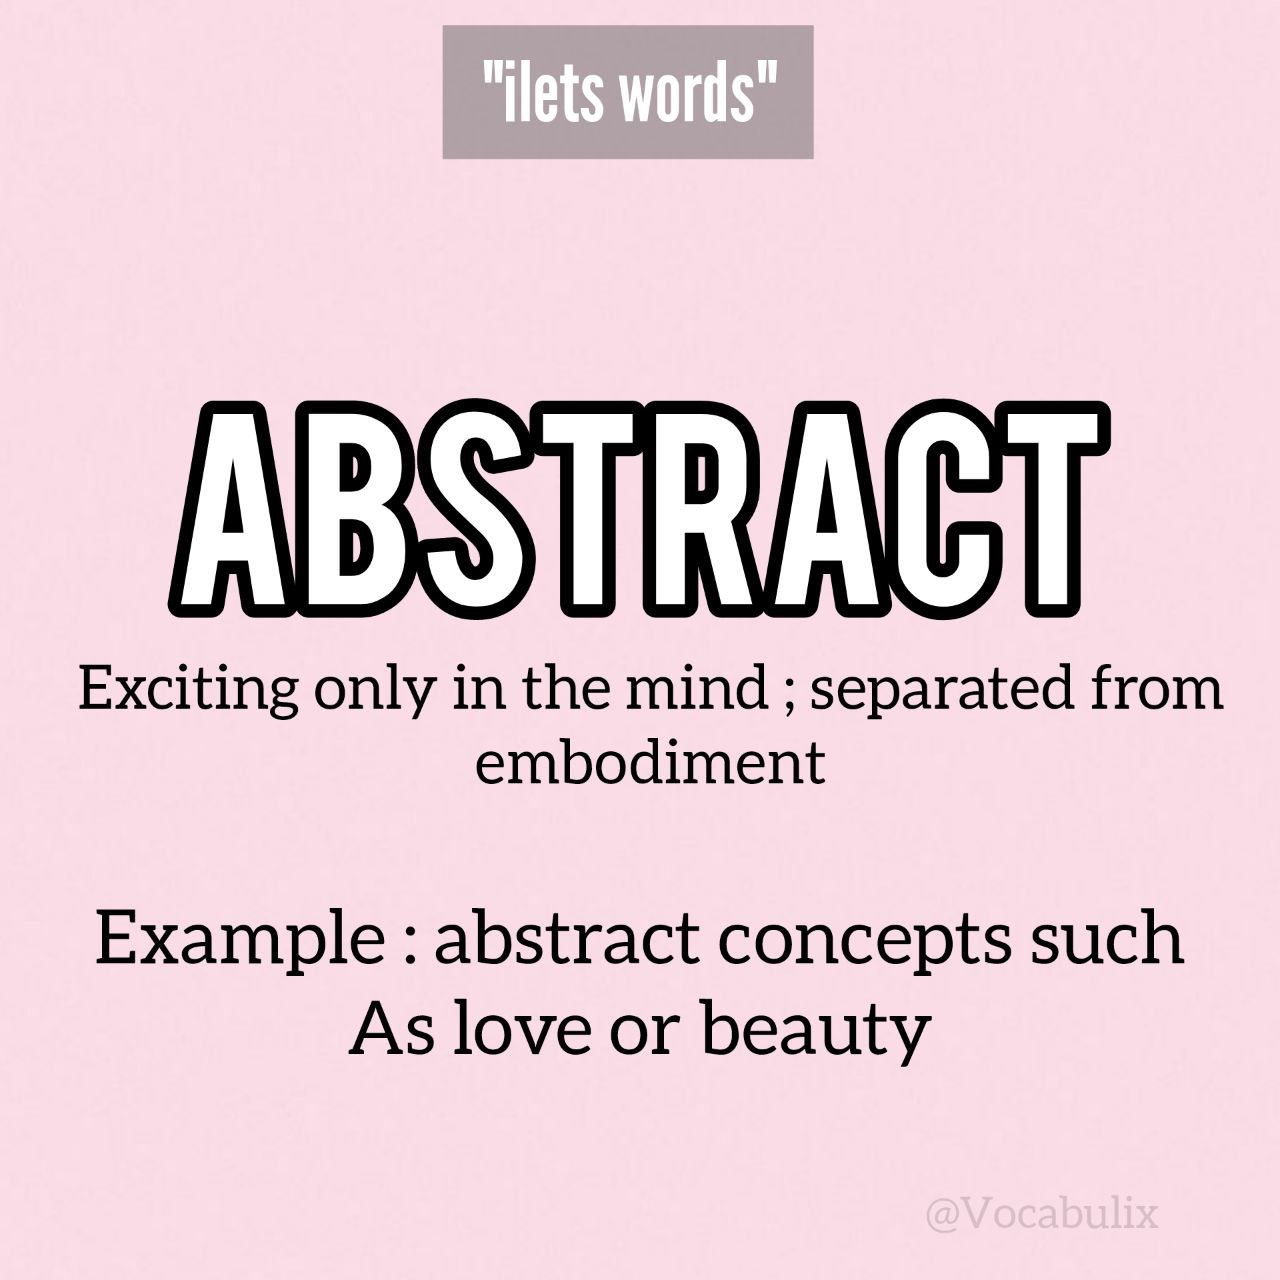 "ilets words"
ABSTRACT
Exciting only in the mind ; separated from
embodiment
Example : abstract concepts such
As love or beauty
@Vocabulix